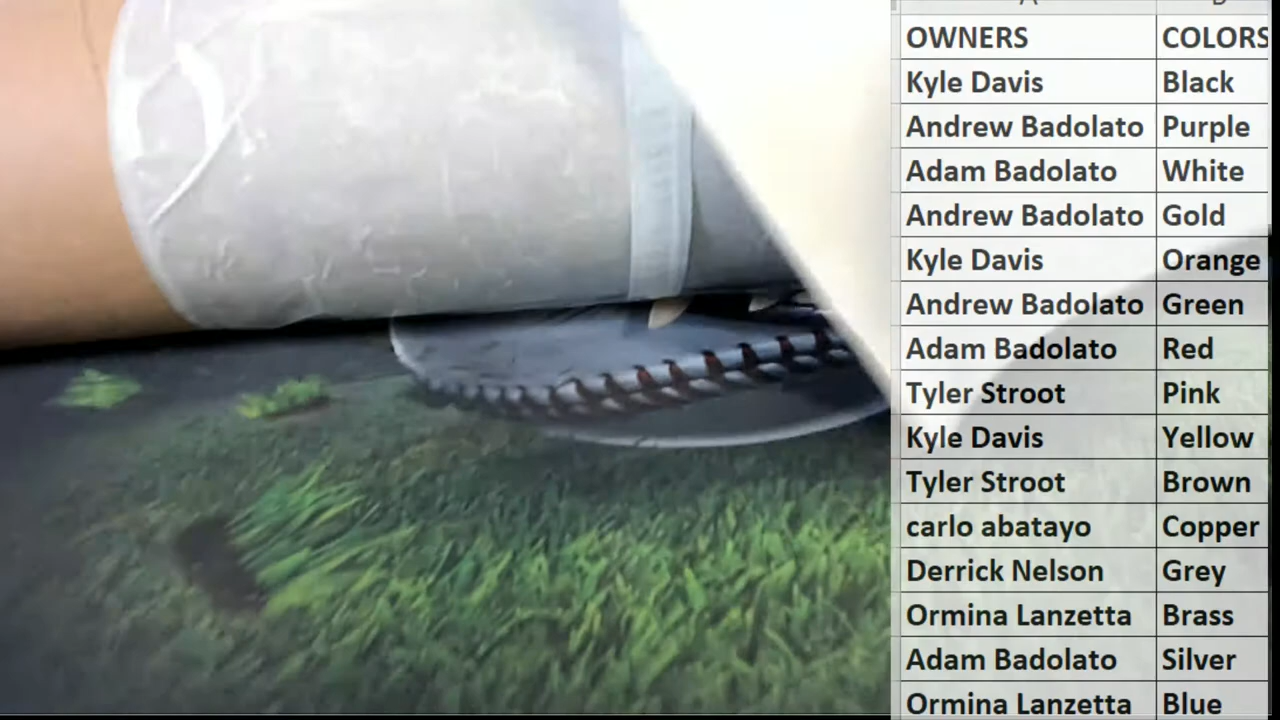 OWNERS COLORS
Kyle Davis Black
Andrew Badolato Purple
Adam Badolato White
Andrew Badolato Gold
Kyle Davis Orange
Andrew Badolato Green
Adam Badolato Red
Tyler Stroot Pink
Kyle Davis Yellow
Tyler Stroot Brown
carlo abatayo Copper
Derrick Nelson Grey
Ormina Lanzetta Brass
Adam Badolato Silver
Ormina Lanzetta Blue